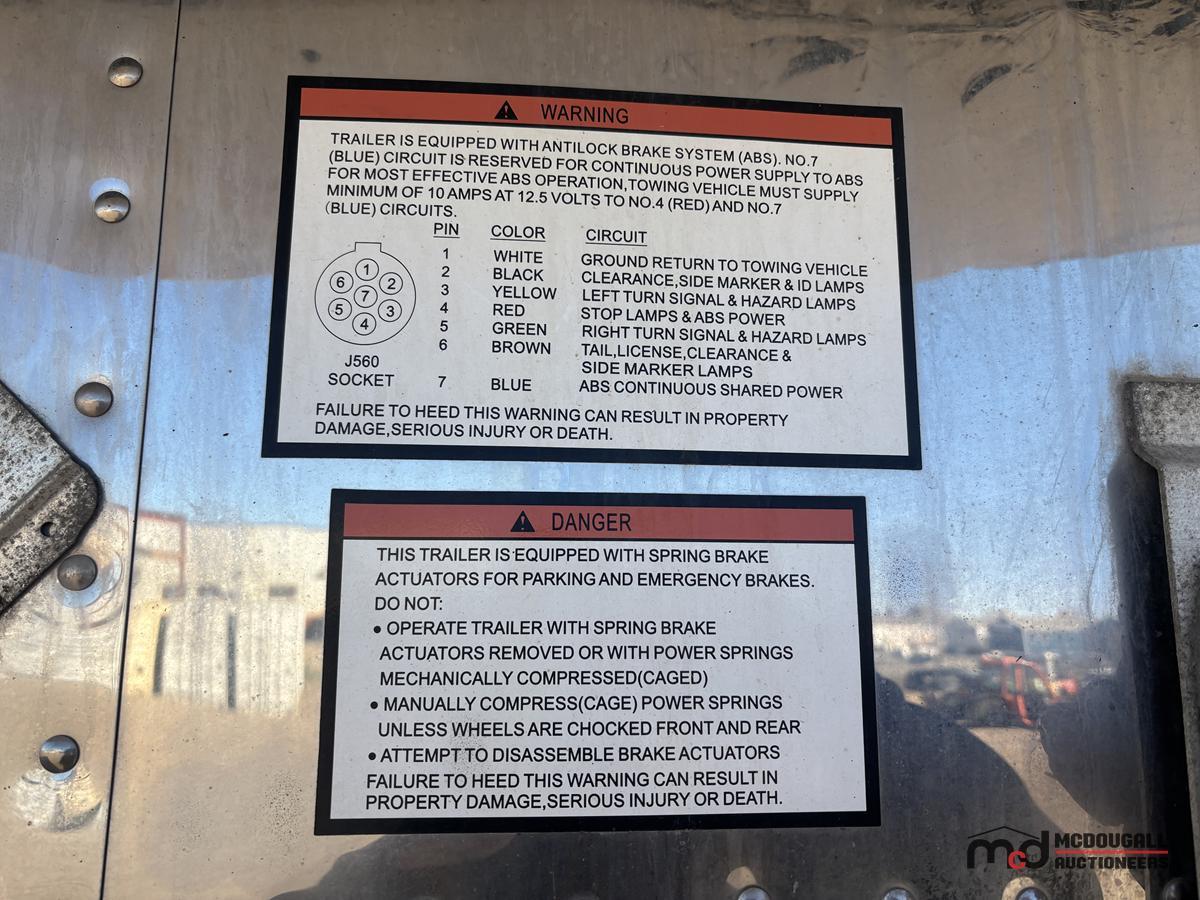 WARNING
TRAILER IS EQUIPPED WITH ANTILOCK BRAKE SYSTEM (ABS). NO.7
(BLUE) CIRCUIT IS RESERVED FOR CONTINUOUS POWER SUPPLY TO ABS
FOR MOST EFFECTIVE ABS OPERATION,TOWING VEHICLE MUST SUPPLY
MINIMUM OF 10 AMPS AT 12.5 VOLTS TO NO.4 (RED) AND NO.7
(BLUE) CIRCUITS.
PIN COLOR CIRCUIT
1 WHITE GROUND RETURN TO TOWING VEHICLE
2 BLACK CLEARANCE,SIDE MARKER & ID LAMPS
3 YELLOW LEFT TURN SIGNAL & HAZARD LAMPS
4 RED STOP LAMPS & ABS POWER
5 GREEN RIGHT TURN SIGNAL & HAZARD LAMPS
6 BROWN TAIL,LICENSE,CLEARANCE &
SIDE MARKER LAMPS
7 BLUE ABS CONTINUOUS SHARED POWER
1
6 2
7
5 3
4
J560
SOCKET
FAILURE TO HEED THIS WARNING CAN RESULT IN PROPERTY
DAMAGE,SERIOUS INJURY OR DEATH.
DANGER
THIS TRAILER IS EQUIPPED WITH SPRING BRAKE
ACTUATORS FOR PARKING AND EMERGENCY BRAKES.
DO NOT:
• OPERATE TRAILER WITH SPRING BRAKE
ACTUATORS REMOVED OR WITH POWER SPRINGS
MECHANICALLY COMPRESSED(CAGED)
• MANUALLY COMPRESS(CAGE) POWER SPRINGS
UNLESS WHEELS ARE CHOCKED FRONT AND REAR
• ATTEMPT TO DISASSEMBLE BRAKE ACTUATORS
FAILURE TO HEED THIS WARNING CAN RESULT IN
PROPERTY DAMAGE,SERIOUS INJURY OR DEATH.
mcd MCDOUGALL
AUCTIONEERS